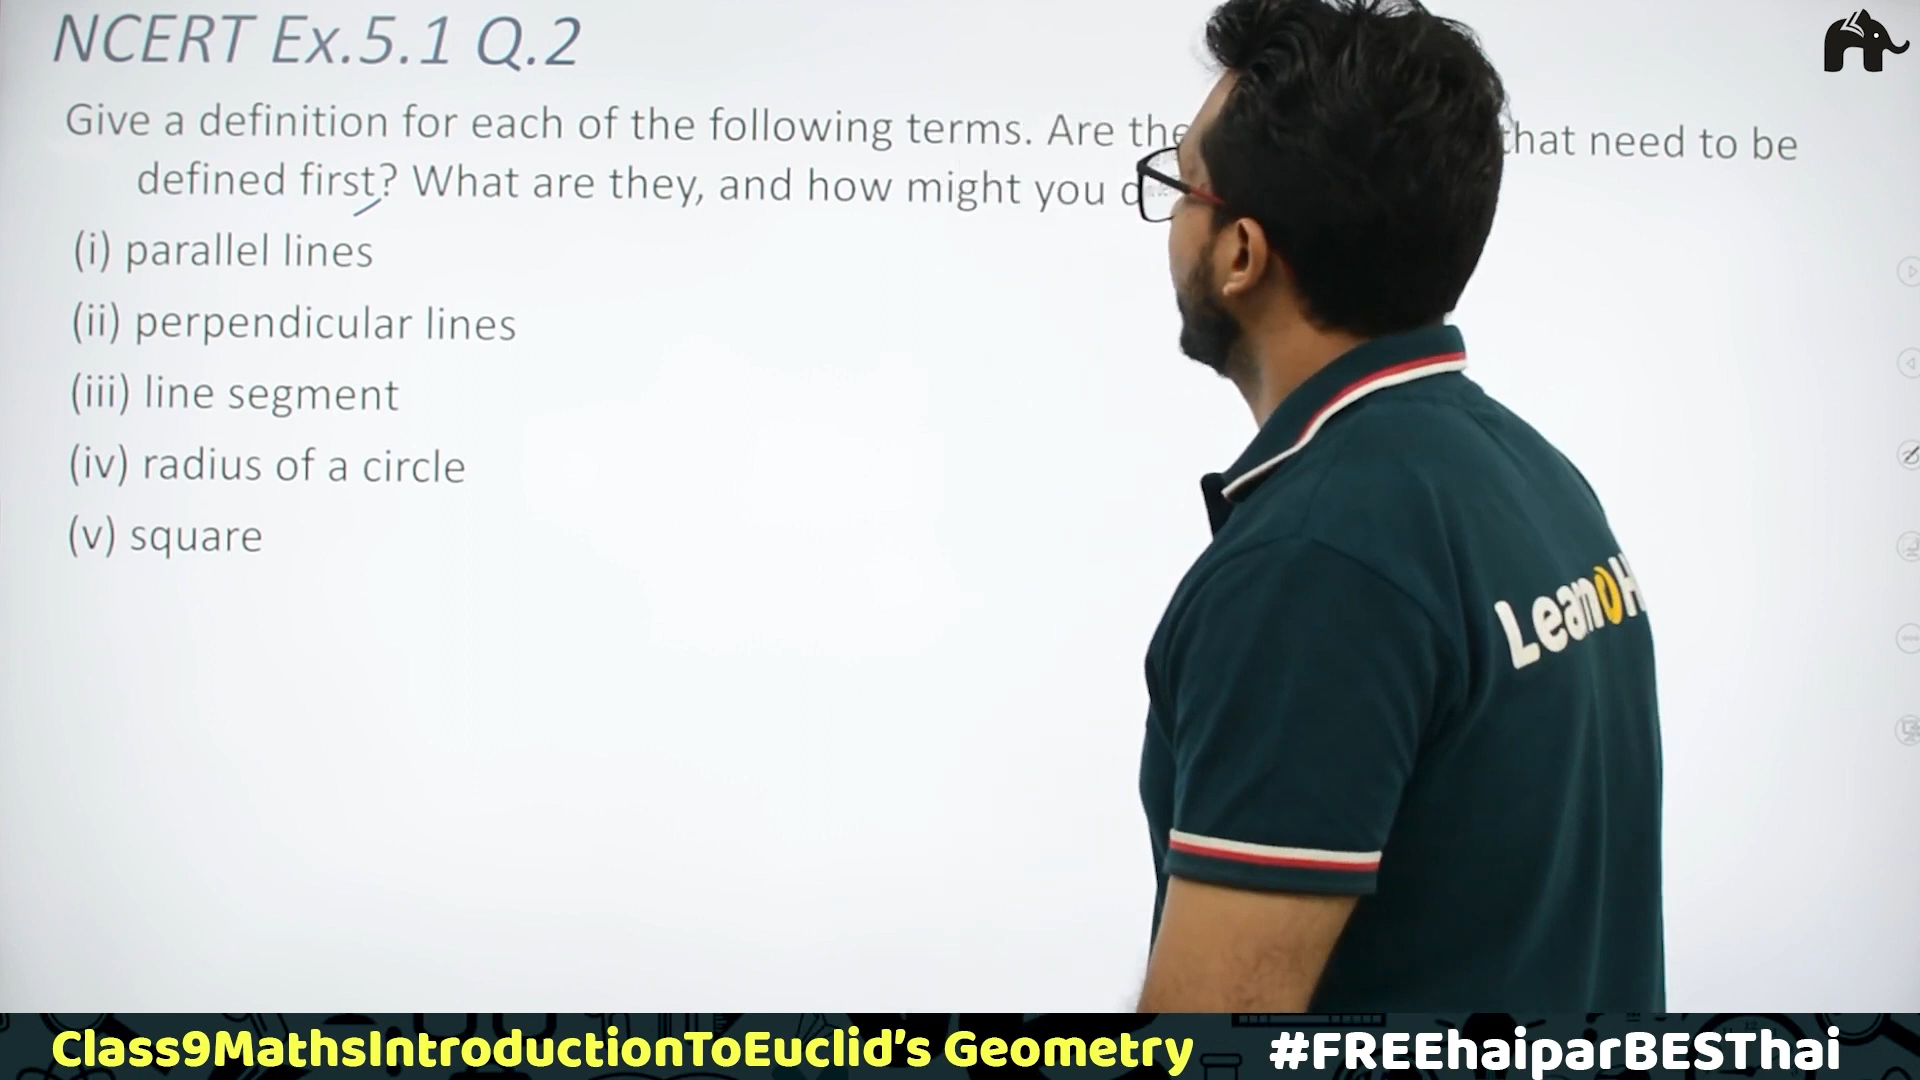 NCERT Ex.5.1 Q.2
Give a definition for each of the following terms. Are that need to be
defined first? What are they, and how might you
(i) parallel lines
(ii) perpendicular lines
(iii) line segment
(iv) radius of a circle
(v) square
Class9MathsIntroductionToEuclid's Geometry #FREEhaiparBESThai